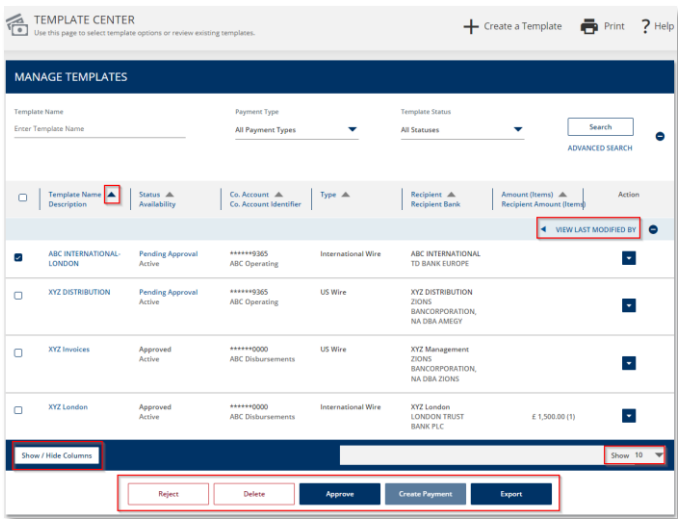 TEMPLATE CENTER
Use this page to select template options or review existing templates.
Create a Template
Print
? Help
MANAGE TEMPLATES
Template Name
Payment Type
Template Status
Enter Template Name
All Payment Types
All Statuses
Search
ADVANCED SEARCH
Template Name
Description
Status
Availability
Co. Account
Co. Account Identifier
Type
Recipient
Recipient Bank
Amount (Items)
Recipient Amount (Items)
Action
VIEW LAST MODIFIED BY
ABC INTERNATIONAL-
LONDON
Pending Approval
Active
******9365
ABC Operating
International Wire
ABC INTERNATIONAL
TD BANK EUROPE
XYZ DISTRIBUTION
Pending Approval
Active
******9365
ABC Operating
US Wire
XYZ DISTRIBUTION
ZIONS
BANCORPORATION,
NA DBA AMEGY
XYZ Invoices
Approved
Active
******0000
ABC Disbursements
US Wire
XYZ Management
ZIONS
BANCORPORATION,
NA DBA ZIONS
XYZ London
Approved
Active
******0000
ABC Disbursements
International Wire
XYZ London
LONDON TRUST
BANK PLC
£ 1,500.00 (1)
Show / Hide Columns
Show 10
Reject
Delete
Approve
Create Payment
Export